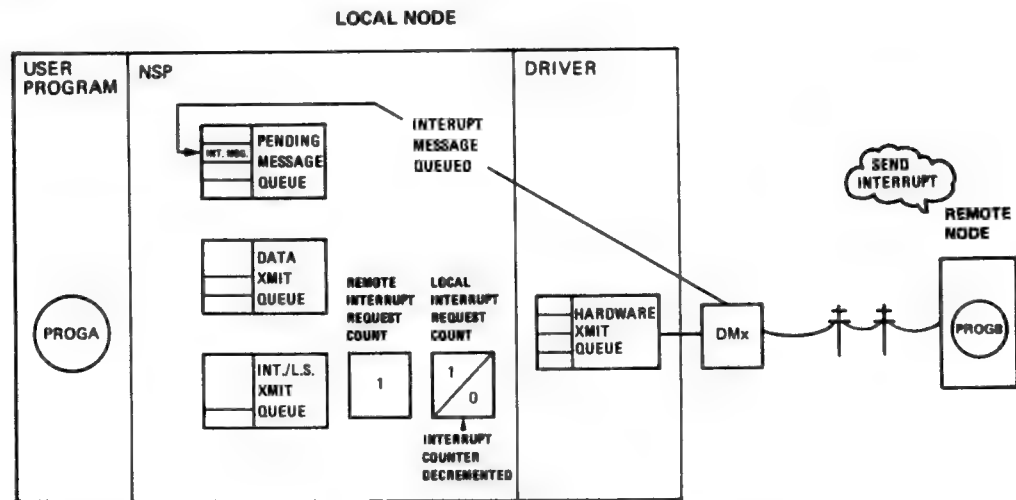 LOCAL NODE
USER
PROGRAM
NSP
DRIVER
INT. MSG.
PENDING
MESSAGE
QUEUE
INTERUPT
MESSAGE
QUEUED
SEND
INTERRUPT
REMOTE
NODE
DATA
XMIT
QUEUE
REMOTE
INTERRUPT
REQUEST
COUNT
LOCAL
INTERRUPT
REQUEST
COUNT
PROGA
HARDWARE
XMIT
QUEUE
DMx
PROGB
INT./L.S.
XMIT
QUEUE
1
1
0
INTERRUPT
COUNTER
DECREMENTED